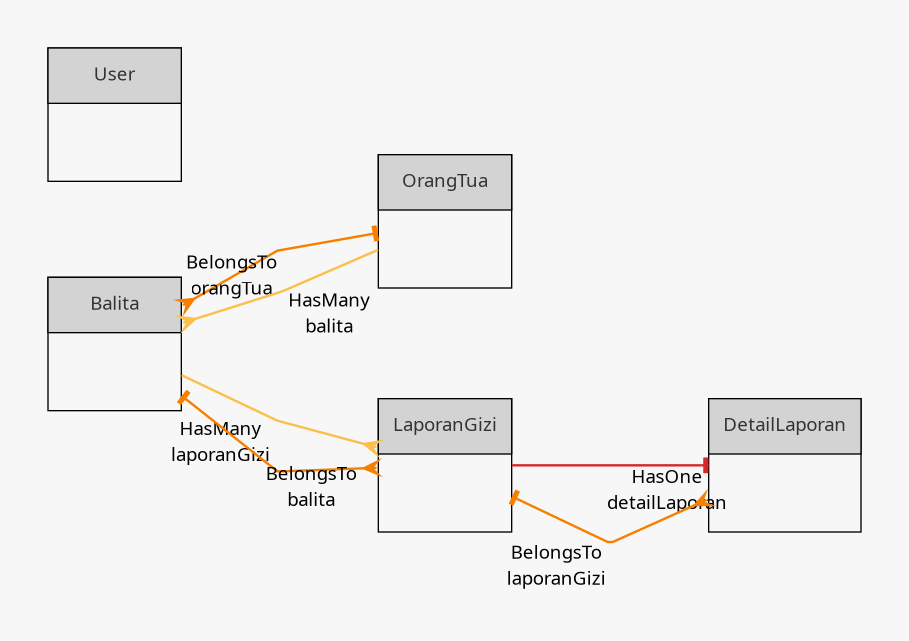 User
OrangTua
BelongsTo
orangTua
Balita
HasMany
balita
HasMany
laporanGizi
BelongsTo
balita
LaporanGizi
DetailLaporan
HasOne
detailLaporan
BelongsTo
laporanGizi